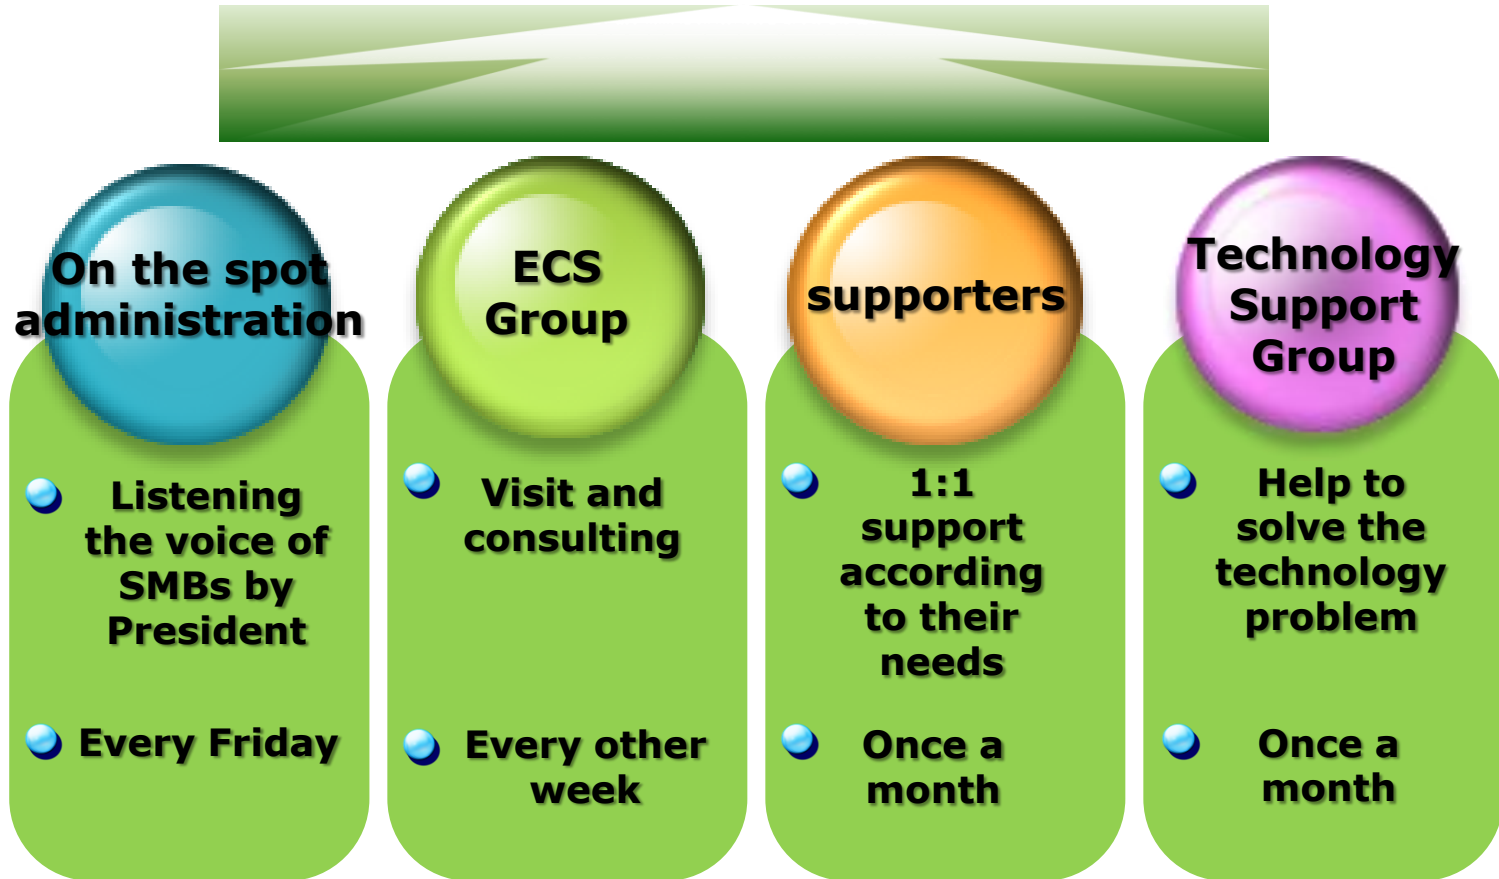 On the spot
administration
Listening
the voice of
SMBs by
President
Every Friday
ECS
Group
Visit and
consulting
Every other
week
supporters
1:1
support
according
to their
needs
Once a
month
Technology
Support
Group
Help to
solve the
technology
problem
Once a
month